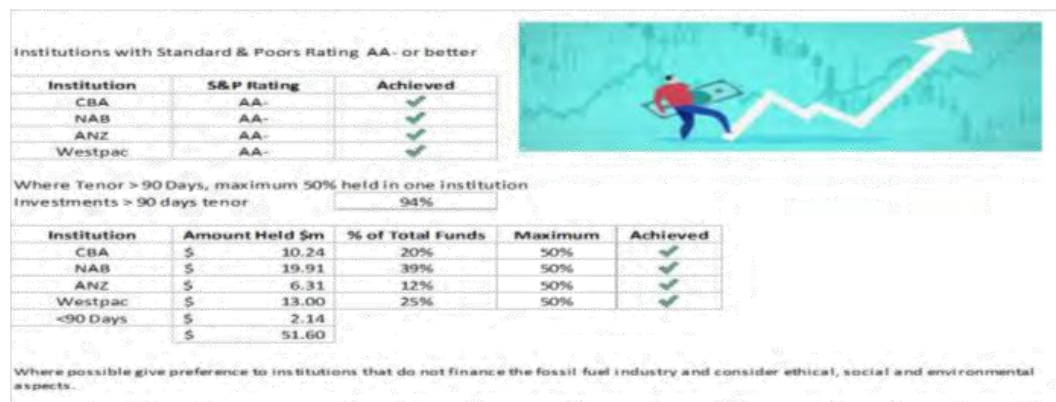 Institutions with Standard & Poors Rating AA- or better
Institution S&P Rating Achieved
CBA AA-
NAB AA-
ANZ AA-
Westpac AA-
Where Tenor > 90 Days, maximum 50% held in one institution
Investments > 90 days tenor 94%
Institution Amount Held $m % of Total Funds Maximum Achieved
CBA $ 10.24 20% 50%
NAB $ 19.91 39% 50%
ANZ $ 6.31 12% 50%
Westpac $ 13.00 25% 50%
<90 Days $ 2.14
$ 51.60
Where possible give preference to institutions that do not finance the fossil fuel industry and consider ethical, social and environmental
aspects.